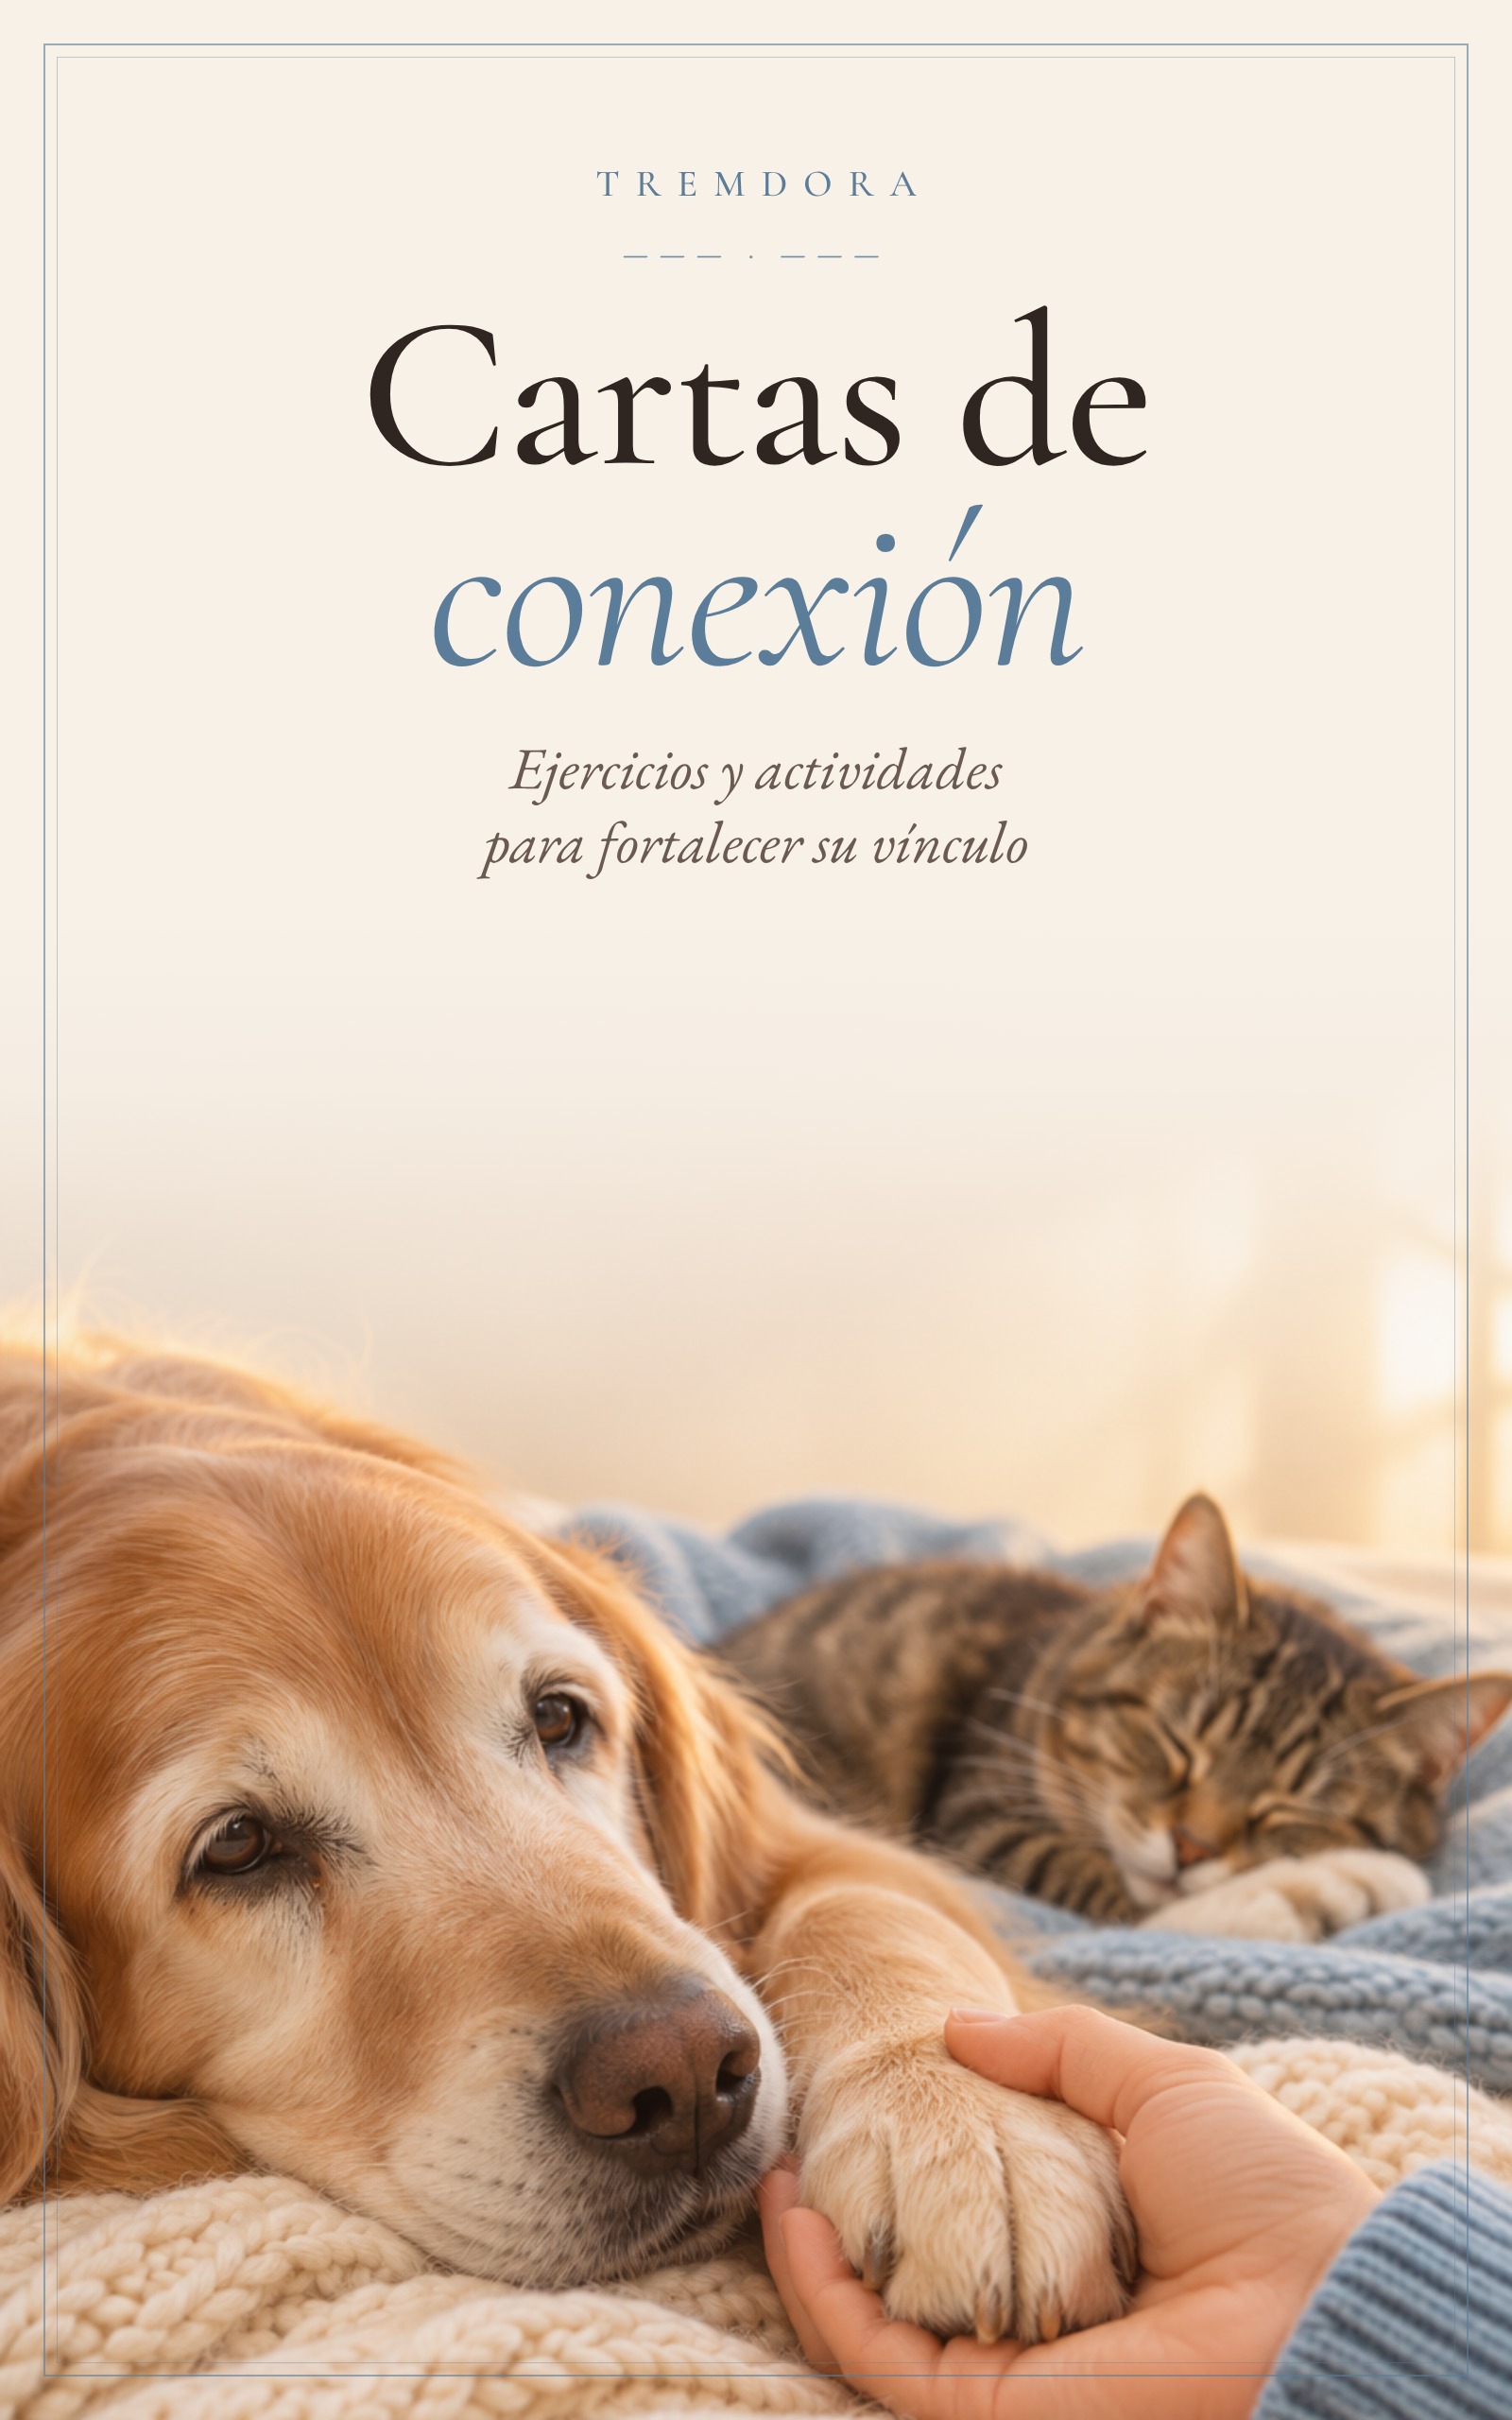 TREMDORA
Cartas de
conexión
Ejercicios y actividades
para fortalecer su vínculo